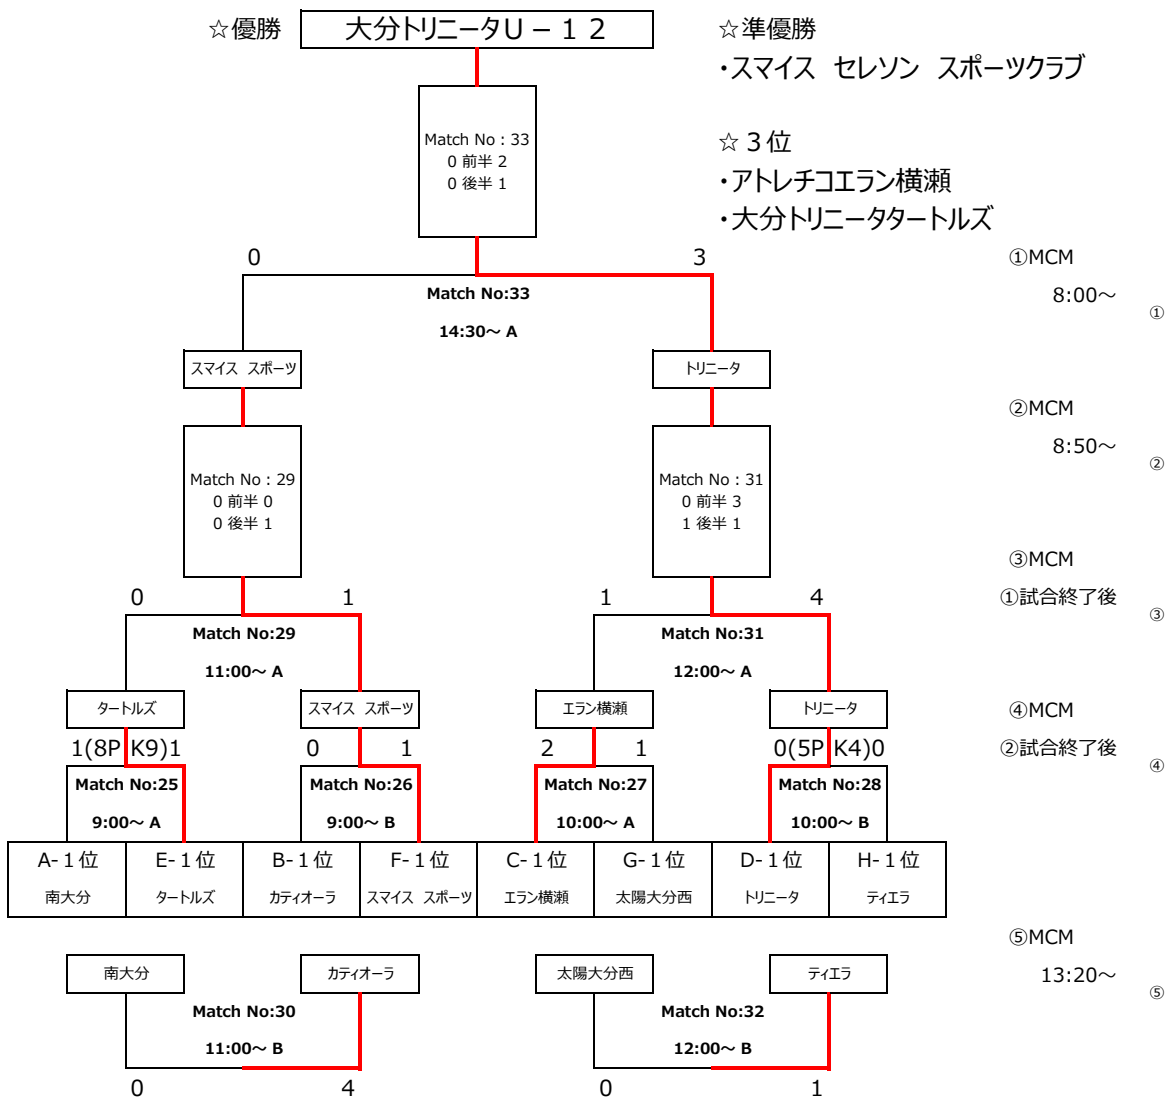 ☆優勝 大分トリニータU－１２ ☆準優勝
・スマイス セレソン スポーツクラブ
Match No：33
0 前半 2
0 後半 1
☆３位
・アトレチコエラン横瀬
・大分トリニータタートルズ
0 3 ①MCM
Match No:33 8:00～
①
14:30～ A
スマイス スポーツ トリニータ
②MCM
8:50～
②
Match No：29 Match No：31
0 前半 0 0 前半 3
0 後半 1 1 後半 1
③MCM
0 1 1 4 ①試合終了後
③
Match No:29 Match No:31
11:00～ A 12:00～ A
タートルズ スマイス スポーツ エラン横瀬 トリニータ ④MCM
1(8P K9)1 0 1 2 1 0(5P K4)0 ②試合終了後
④
Match No:25 Match No:26 Match No:27 Match No:28
9:00～ A 9:00～ B 10:00～ A 10:00～ B
A-１位 E-１位 B-１位 F-１位 C-１位 G-１位 D-１位 H-１位
南大分 タートルズ カティオーラ スマイス スポーツ エラン横瀬 太陽大分西 トリニータ ティエラ
⑤MCM
南大分 カティオーラ 太陽大分西 ティエラ 13:20～
⑤
Match No:30 Match No:32
11:00～ B 12:00～ B
0 4 0 1